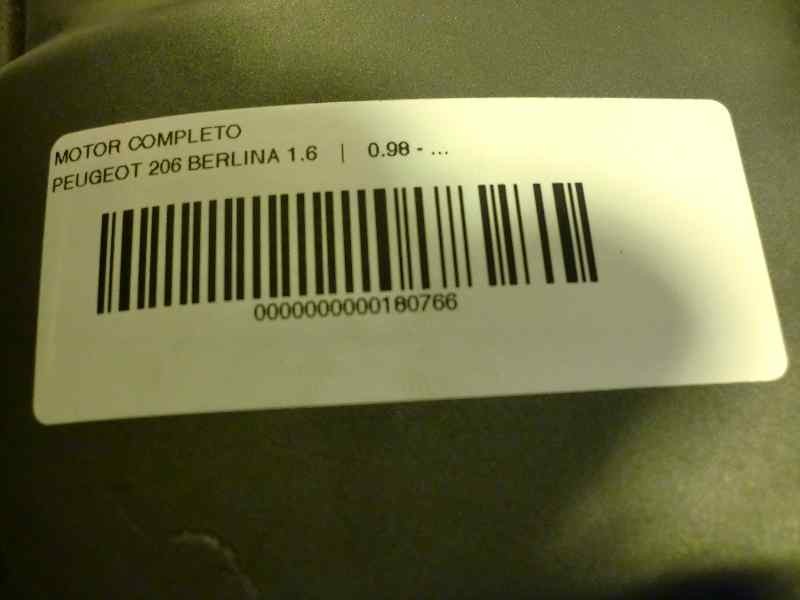 MOTOR COMPLETO
PEUGEOT 206 BERLINA 1.6 | 0.98 - ...
0000000000180766